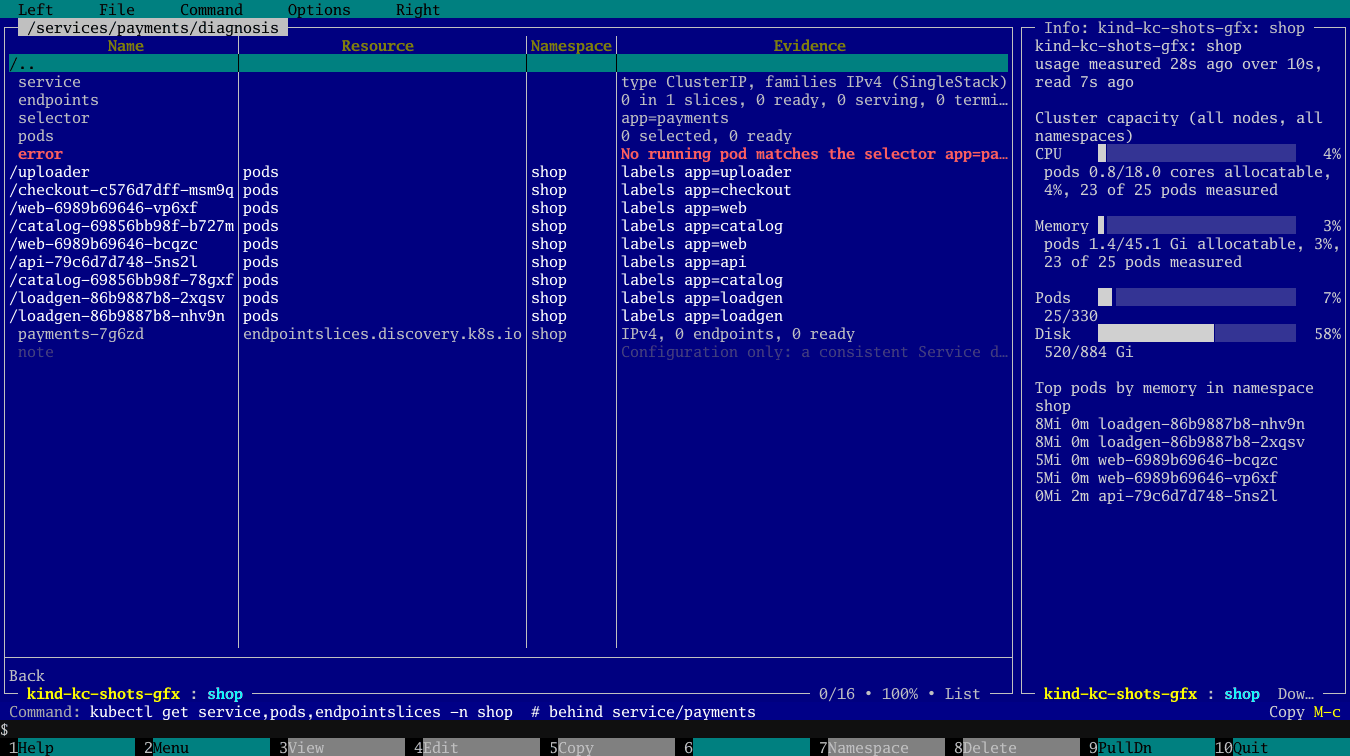 Left File Command Options Right
/services/payments/diagnosis
Name Resource Namespace Evidence
/..
service type ClusterIP, families IPv4 (SingleStack)
endpoints 0 in 1 slices, 0 ready, 0 serving, 0 termi…
selector app=payments
pods 0 selected, 0 ready
error No running pod matches the selector app=pa…
/uploader pods shop labels app=uploader
/checkout-c576d7dff-msm9q pods shop labels app=checkout
/web-6989b69646-vp6xf pods shop labels app=web
/catalog-69856bb98f-b727m pods shop labels app=catalog
/web-6989b69646-bcqzc pods shop labels app=web
/api-79c6d7d748-5ns2l pods shop labels app=api
/catalog-69856bb98f-78gxf pods shop labels app=catalog
/loadgen-86b9887b8-2xqsv pods shop labels app=loadgen
/loadgen-86b9887b8-nhv9n pods shop labels app=loadgen
payments-7g6zd endpointslices.discovery.k8s.io shop IPv4, 0 endpoints, 0 ready
note Configuration only: a consistent Service d…
Back
kind-kc-shots-gfx : shop 0/16 • 100% • List
Info: kind-kc-shots-gfx: shop
kind-kc-shots-gfx: shop
usage measured 28s ago over 10s,
read 7s ago
Cluster capacity (all nodes, all
namespaces)
CPU 4%
pods 0.8/18.0 cores allocatable,
4%, 23 of 25 pods measured
Memory 3%
pods 1.4/45.1 Gi allocatable, 3%,
23 of 25 pods measured
Pods 7%
25/330
Disk 58%
520/884 Gi
Top pods by memory in namespace
shop
8Mi 0m loadgen-86b9887b8-nhv9n
8Mi 0m loadgen-86b9887b8-2xqsv
5Mi 0m web-6989b69646-bcqzc
5Mi 0m web-6989b69646-vp6xf
0Mi 2m api-79c6d7d748-5ns2l
kind-kc-shots-gfx : shop Dow…
Command: kubectl get service,pods,endpointslices -n shop # behind service/payments Copy M-c
$
1Help 2Menu 3View 4Edit 5Copy 6 7Namespace 8Delete 9PullDn 10Quit